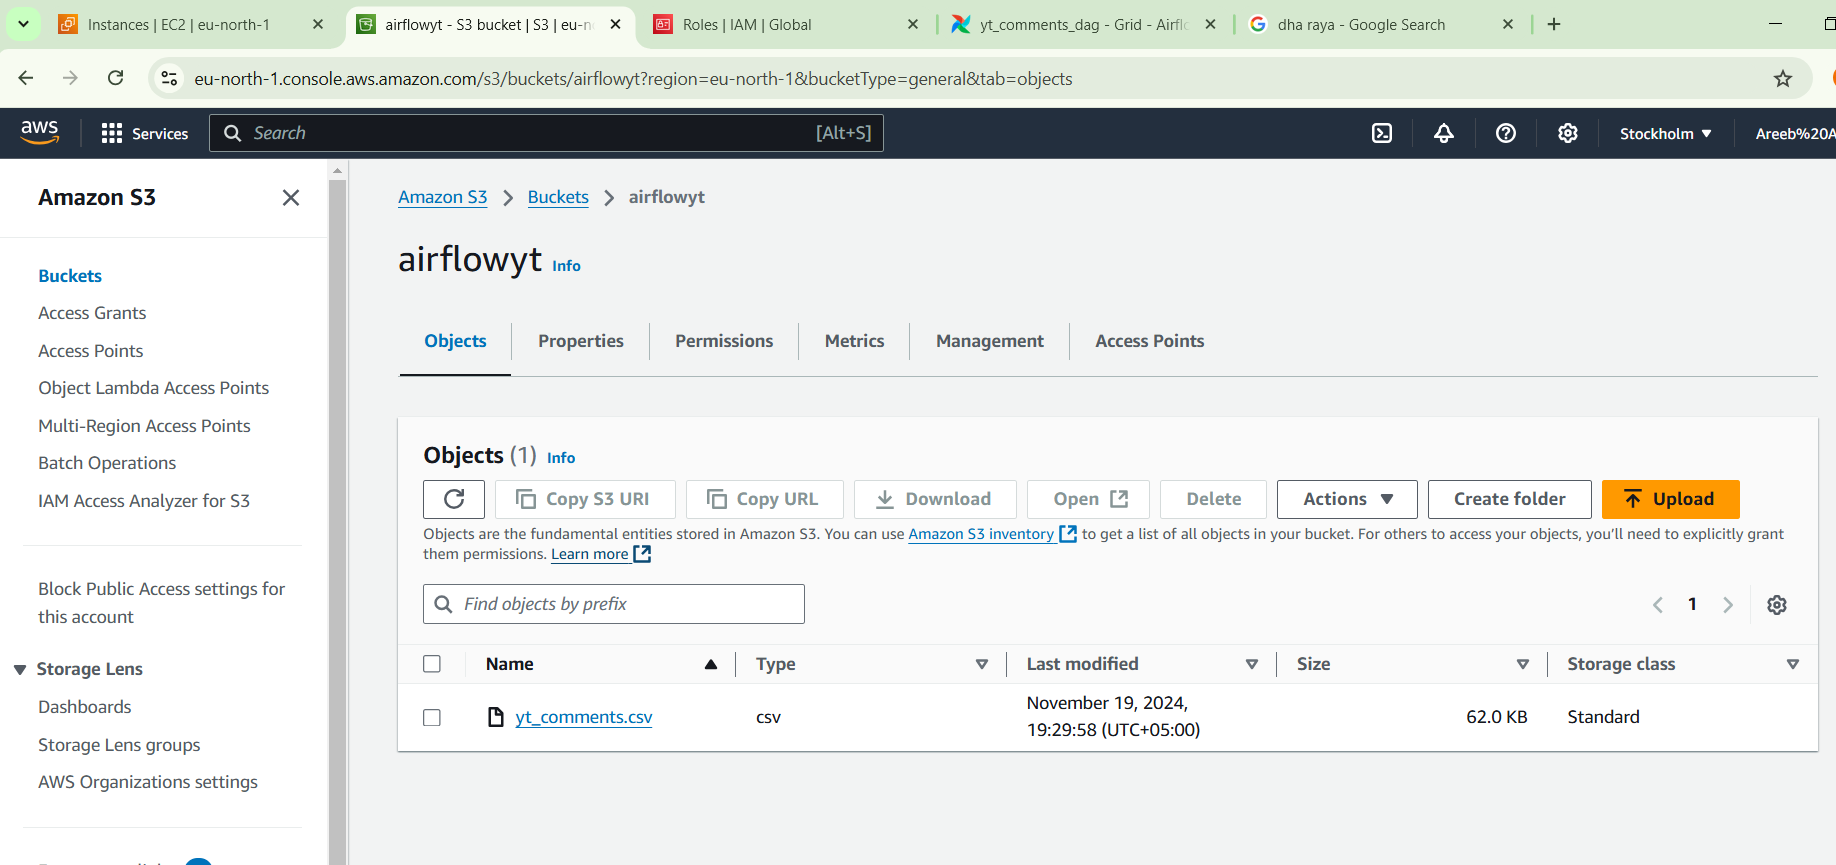 Instances | EC2 | eu-north-1
airflowyt - S3 bucket | S3 | eu-n
Roles | IAM | Global
yt_comments_dag - Grid - Airfl
dha raya - Google Search
eu-north-1.console.aws.amazon.com/s3/buckets/airflowyt?region=eu-north-1&bucketType=general&tab=objects
aws
Services
Search
[Alt+S]
Stockholm
Areeb%20A
Amazon S3
Buckets
Access Grants
Access Points
Object Lambda Access Points
Multi-Region Access Points
Batch Operations
IAM Access Analyzer for S3
Block Public Access settings for
this account
Storage Lens
Dashboards
Storage Lens groups
AWS Organizations settings
Amazon S3 > Buckets > airflowyt
airflowyt Info
Objects
Properties
Permissions
Metrics
Management
Access Points
Objects (1) Info
Copy S3 URI
Copy URL
Download
Open
Delete
Actions
Create folder
Upload
Objects are the fundamental entities stored in Amazon S3. You can use Amazon S3 inventory to get a list of all objects in your bucket. For others to access your objects, you’ll need to explicitly grant
them permissions. Learn more
Find objects by prefix
1
Name
Type
Last modified
Size
Storage class
yt_comments.csv
csv
November 19, 2024,
19:29:58 (UTC+05:00)
62.0 KB
Standard